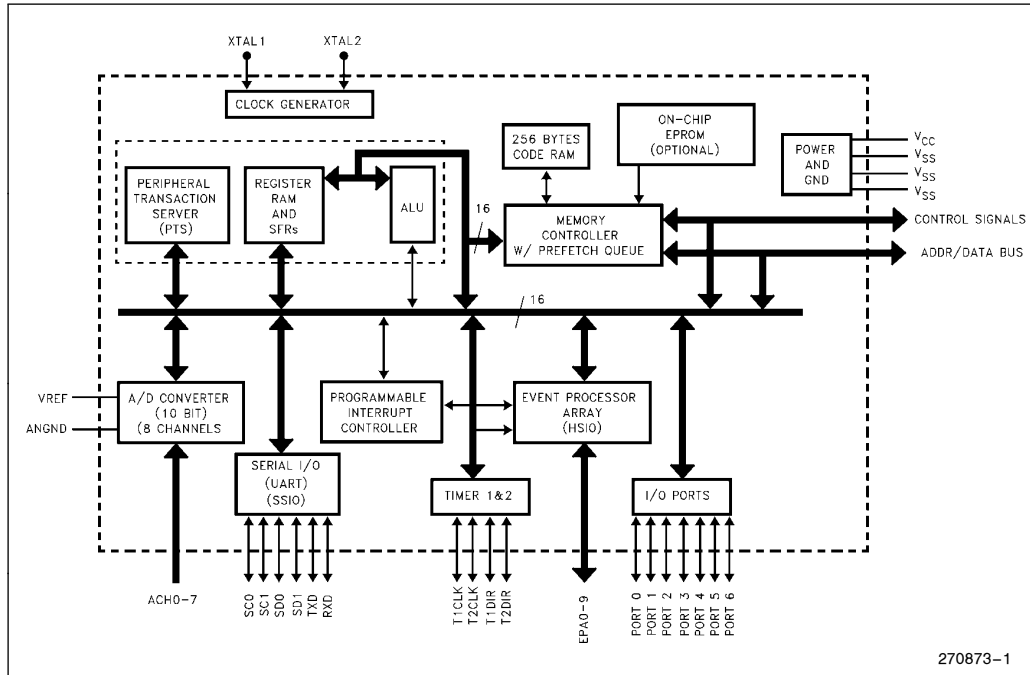 XTAL1
XTAL2
CLOCK GENERATOR
PERIPHERAL
TRANSACTION
SERVER
(PTS)
REGISTER
RAM
AND
SFRs
ALU
256 BYTES
CODE RAM
ON-CHIP
EPROM
(OPTIONAL)
POWER
AND
GND
VCC
VSS
VSS
VSS
16
MEMORY
CONTROLLER
W/ PREFETCH QUEUE
CONTROL SIGNALS
ADDR/DATA BUS
16
VREF
ANGND
A/D CONVERTER
(10 BIT)
(8 CHANNELS
PROGRAMMABLE
INTERRUPT
CONTROLLER
EVENT PROCESSOR
ARRAY
(HSIO)
SERIAL I/O
(UART)
(SSIO)
TIMER 1&2
I/O PORTS
ACH0-7
SC0
SC1
SD0
SD1
TXD
RXD
T1CLK
T2CLK
T1DIR
T2DIR
EPA0-9
PORT 0
PORT 1
PORT 2
PORT 3
PORT 4
PORT 5
PORT 6
270873-1